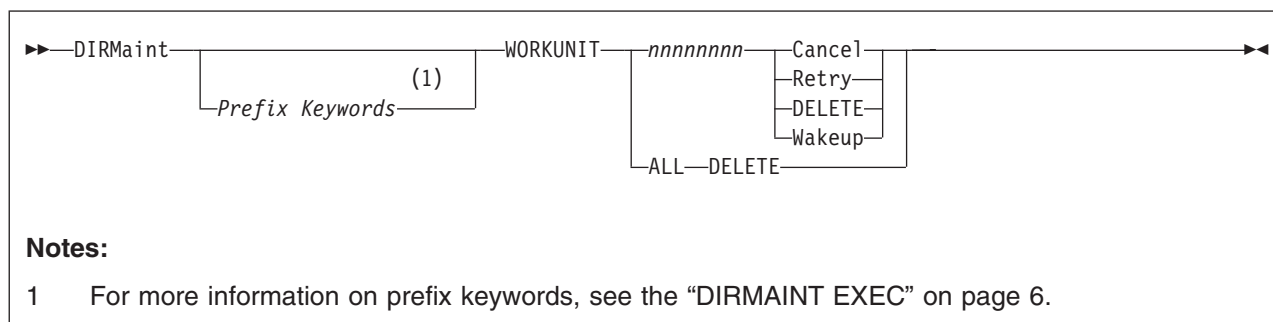 DIRMaint WORKUNIT nnnnnnnn Cancel
(1) Retry
Prefix Keywords DELETE
Wakeup
ALL DELETE
Notes:
1 For more information on prefix keywords, see the “DIRMAINT EXEC” on page 6.